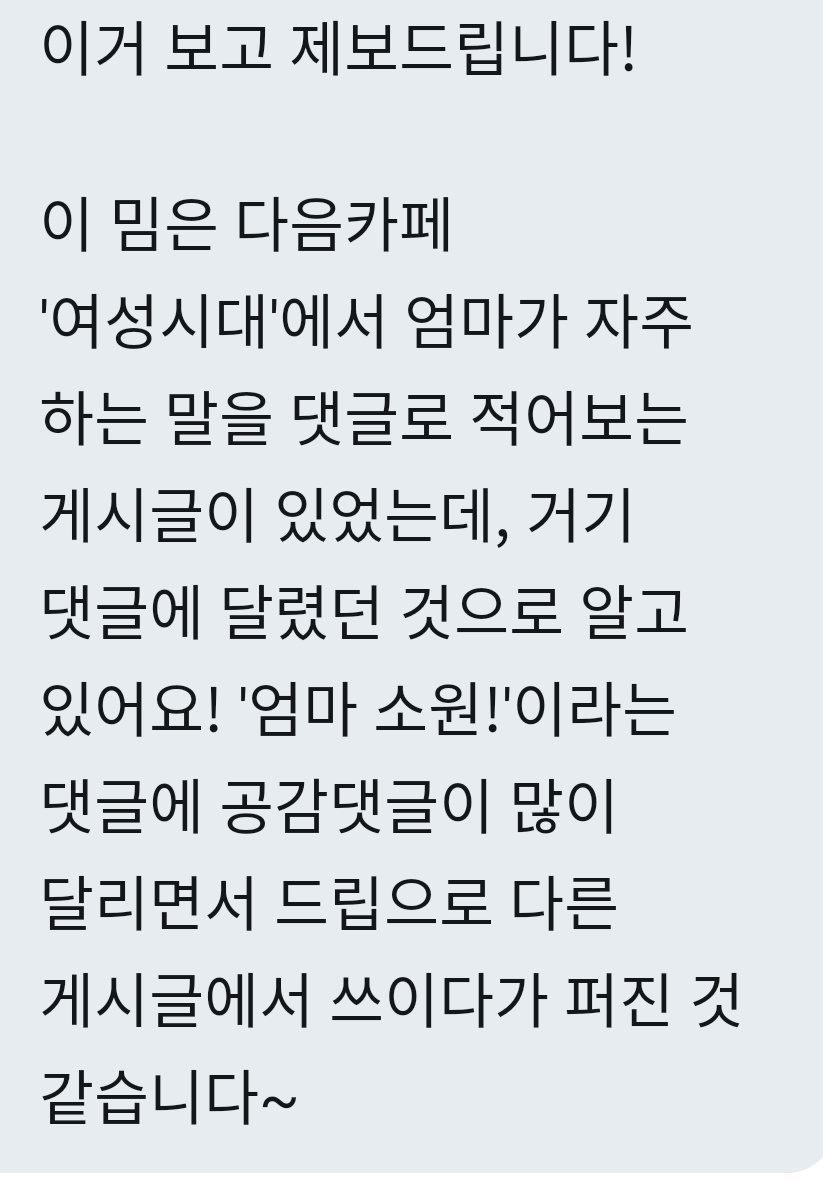 이거 보고 제보드립니다!
이 밈은 다음카페
'여성시대'에서 엄마가 자주
하는 말을 댓글로 적어보는
게시글이 있었는데, 거기
댓글에 달렸던 것으로 알고
있어요! '엄마 소원!'이라는
댓글에 공감댓글이 많이
달리면서 드립으로 다른
게시글에서 쓰이다가 퍼진 것
같습니다~